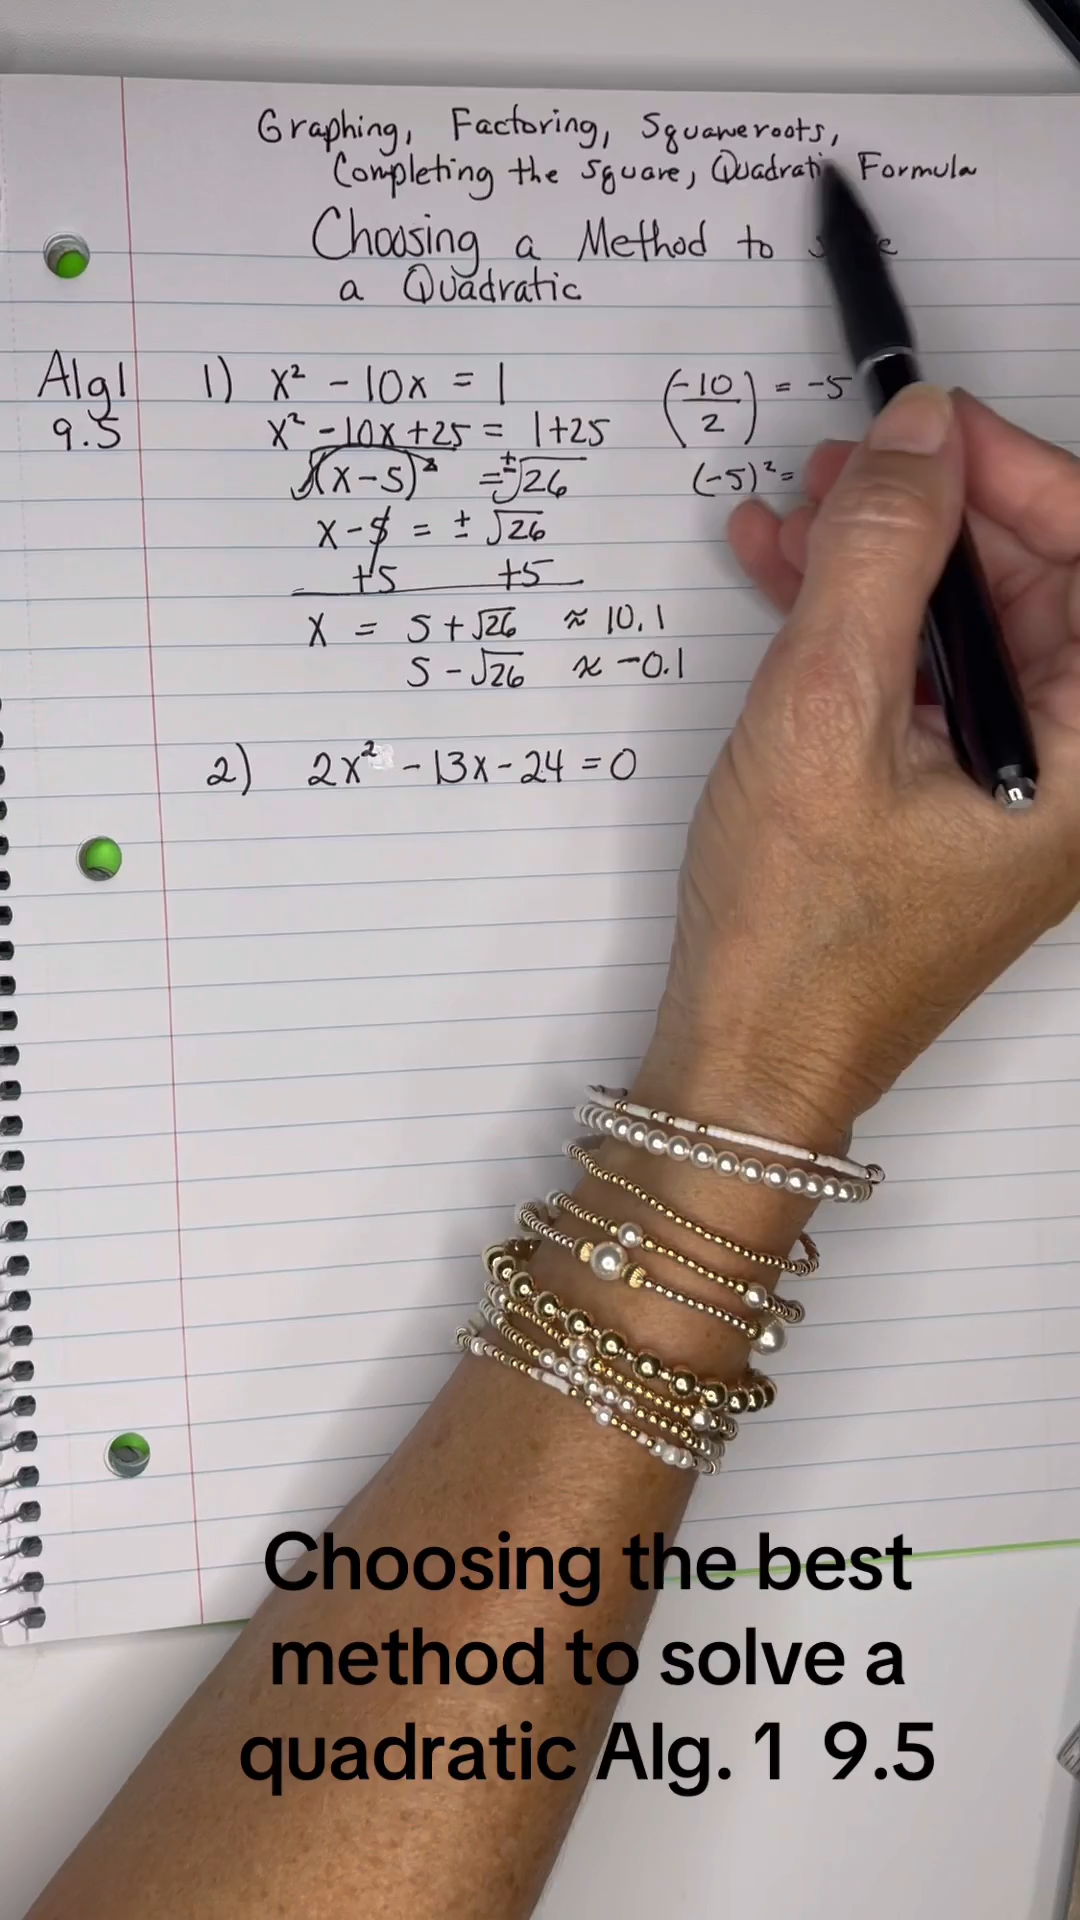 Graphing, Factoring, Squareroots,
Completing the square, Quadratic Formula
Choosing a Method to
a Quadratic
Alg1
9.5
1) x² - 10x = 1
x² - 10x + 25 = 1+25
√(x-5)² = ±√26
x - 5 = ±√26
+5 +5
x = 5 + √26 ≈ 10.1
5 - √26 ≈ -0.1
(-10/2) = -5
(-5)² =
2) 2x² - 13x - 24 = 0
Choosing the best
method to solve a
quadratic Alg. 1 9.5